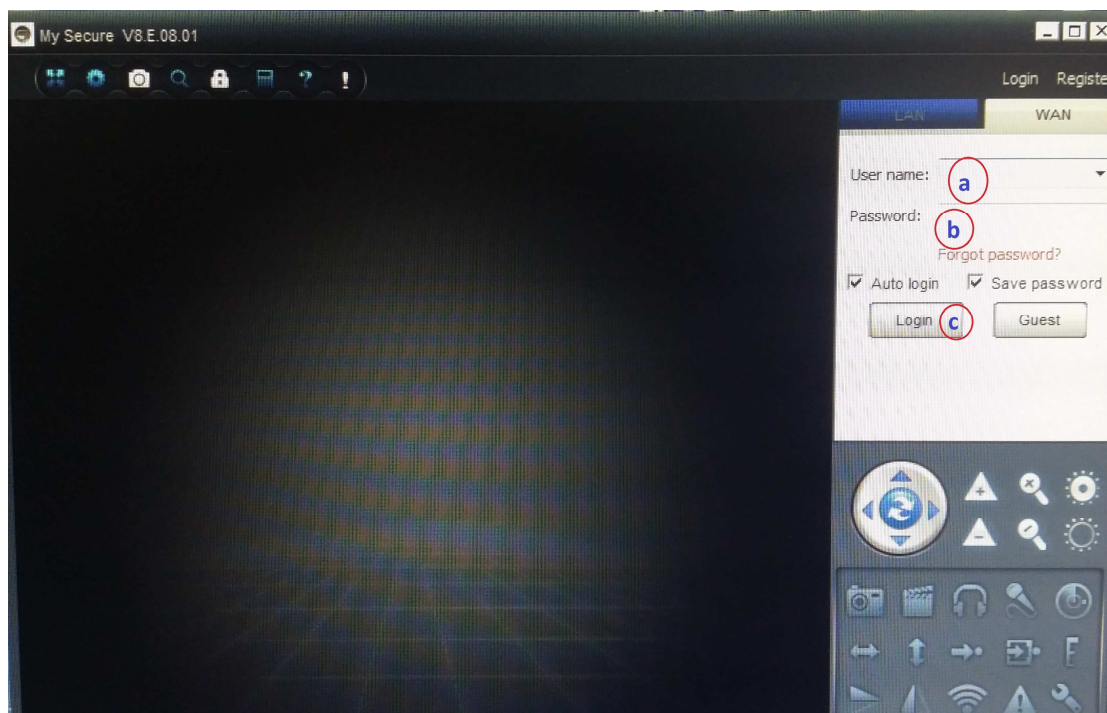 My Secure V8.E.08.01
Login Registe
LAN WAN
User name: a
Password: b
Forgot password?
Auto login Save password
Login c Guest